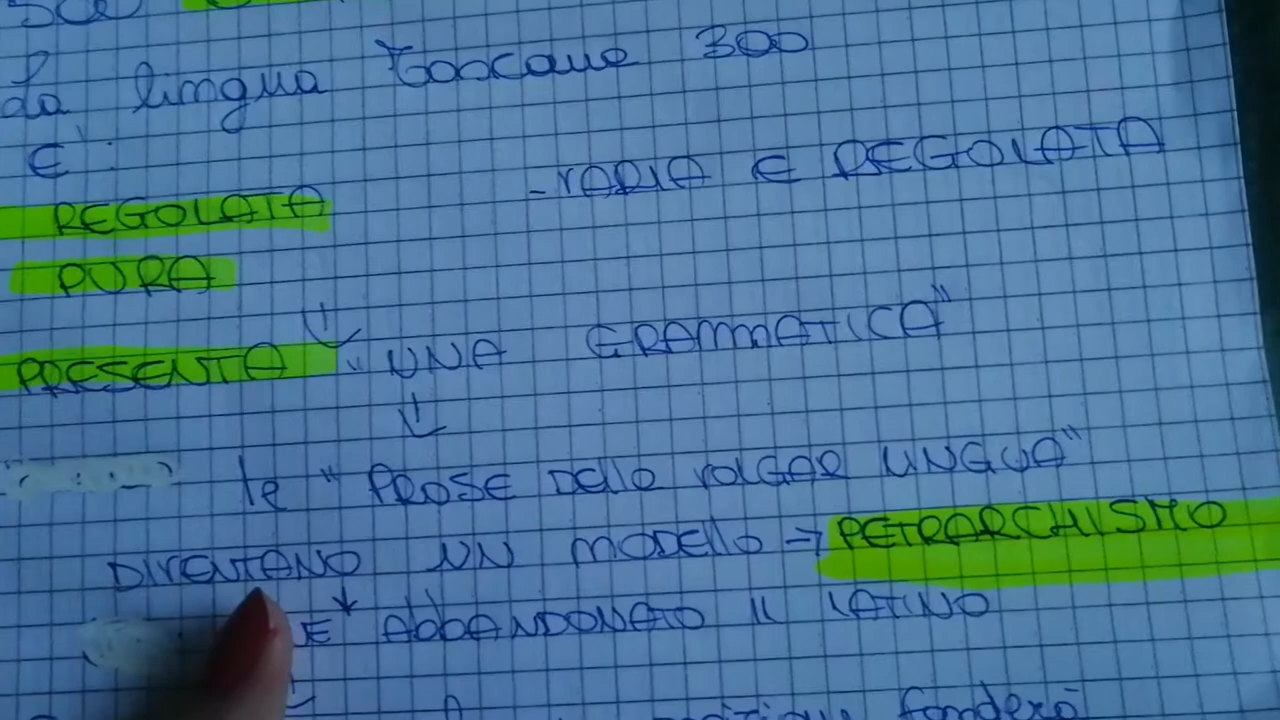 La lingua toscana 300
E':
- VARIA E REGOLATA
REGOLATA
PURA
PRESENTA " UNA GRAMMATICA"
le " PROSE DELLA VOLGAR LINGUA"
DIVENTANO UN MODELLO → PETRARCHISMO
E ABBANDONATO IL LATINO
fonderà